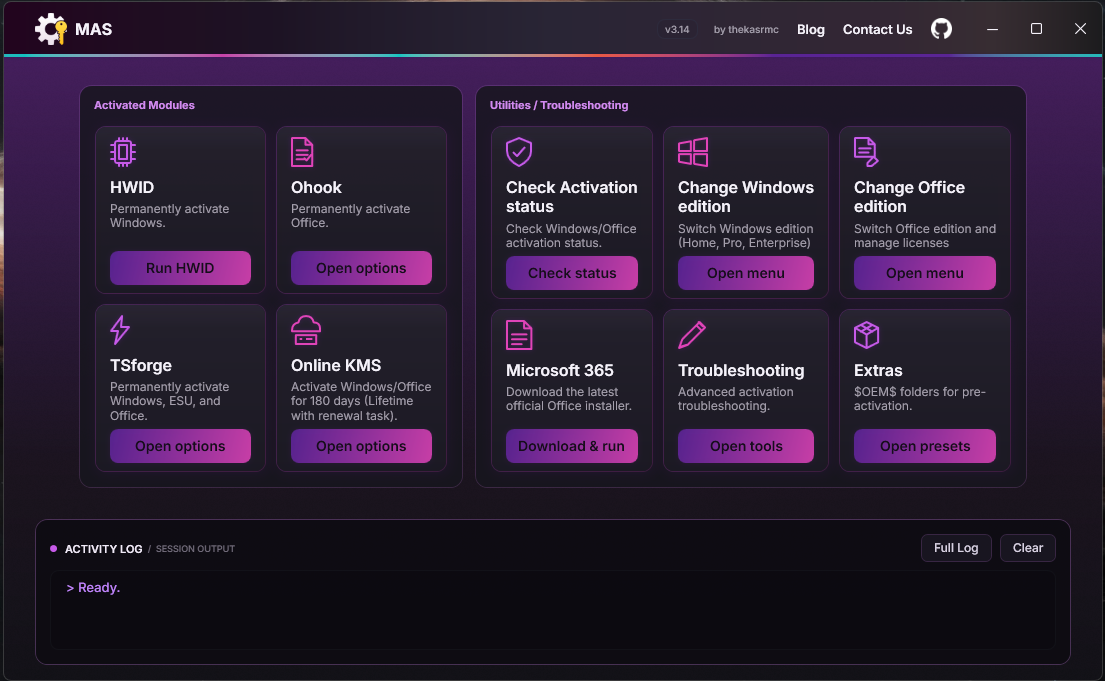 MAS
v3.14
by thekasrmc
Blog
Contact Us
Activated Modules
HWID
Permanently activate
Windows.
Run HWID
Ohook
Permanently activate
Office.
Open options
TSforge
Permanently activate
Windows, ESU, and
Office.
Open options
Online KMS
Activate Windows/Office
for 180 days (Lifetime
with renewal task).
Open options
Utilities / Troubleshooting
Check Activation
status
Check Windows/Office
activation status.
Check status
Change Windows
edition
Switch Windows edition
(Home, Pro, Enterprise)
Open menu
Change Office
edition
Switch Office edition and
manage licenses
Open menu
Microsoft 365
Download the latest
official Office installer.
Download & run
Troubleshooting
Advanced activation
troubleshooting.
Open tools
Extras
$OEM$ folders for pre-
activation.
Open presets
ACTIVITY LOG / SESSION OUTPUT
Full Log
Clear
> Ready.